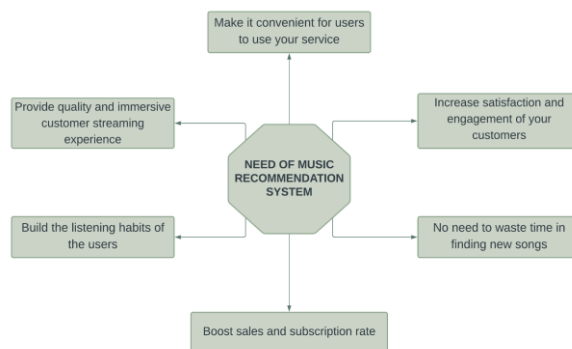 Make it convenient for users
to use your service
Provide quality and immersive
customer streaming
experience
Increase satisfaction and
engagement of your
customers
NEED OF MUSIC
RECOMMENDATION
SYSTEM
Build the listening habits of
the users
No need to waste time in
finding new songs
Boost sales and subscription rate